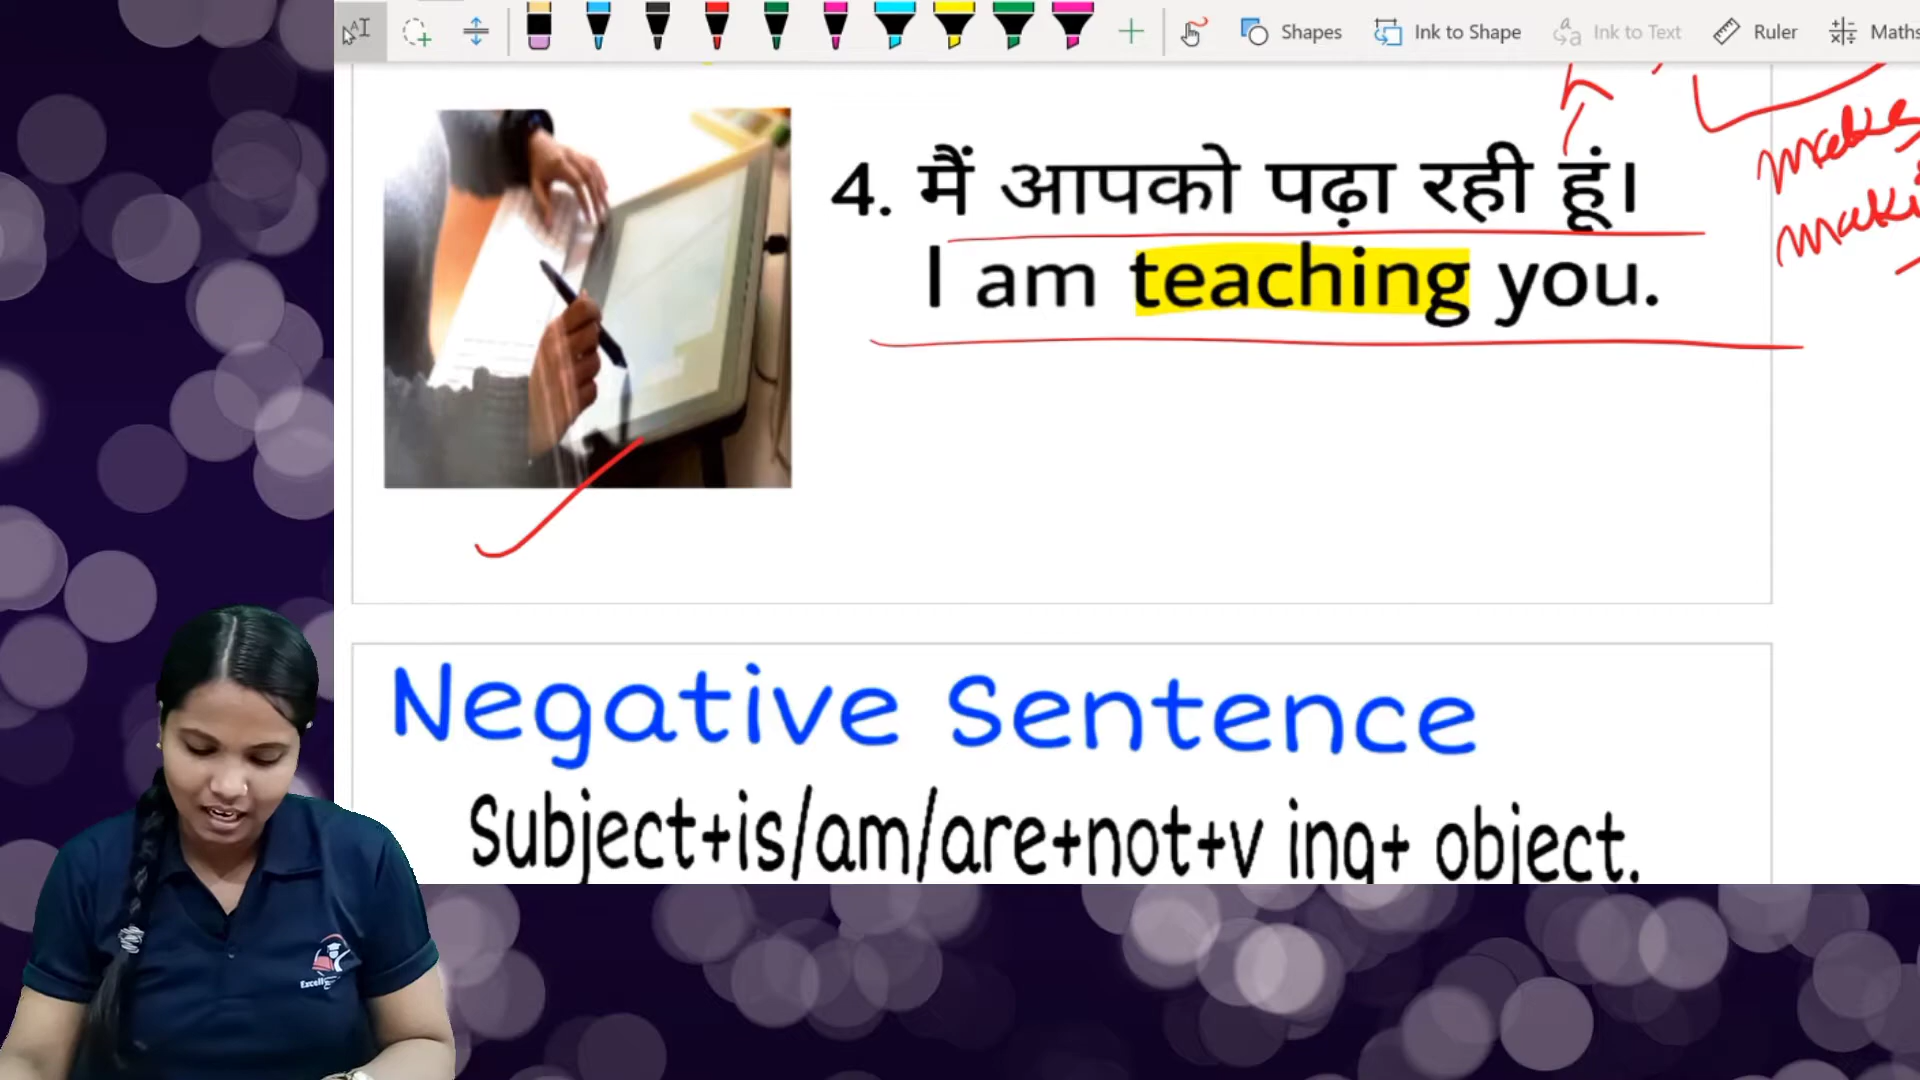 Shapes
Ink to Shape
Ink to Text
Ruler
Maths
make
4. मैं आपको पढ़ा रही हूं।
I am teaching you.
Negative Sentence
Subject+is/am/are+not+v ing+ object.